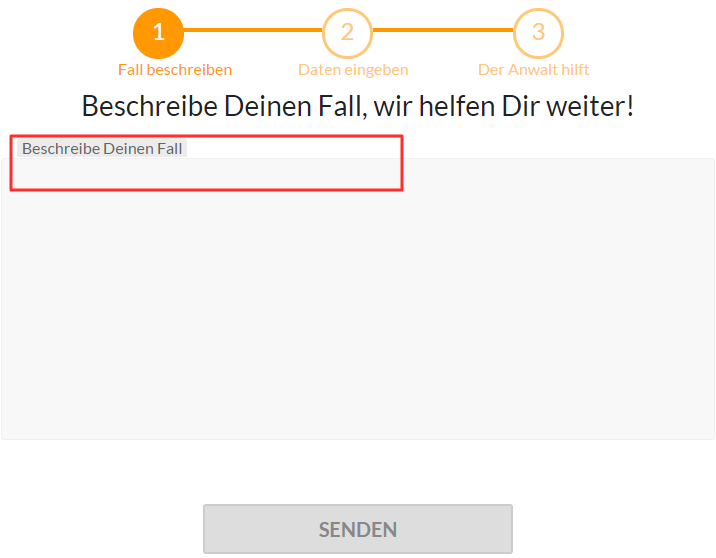 1 2 3
Fall beschreiben Daten eingeben Der Anwalt hilft
Beschreibe Deinen Fall, wir helfen Dir weiter!
Beschreibe Deinen Fall
SENDEN